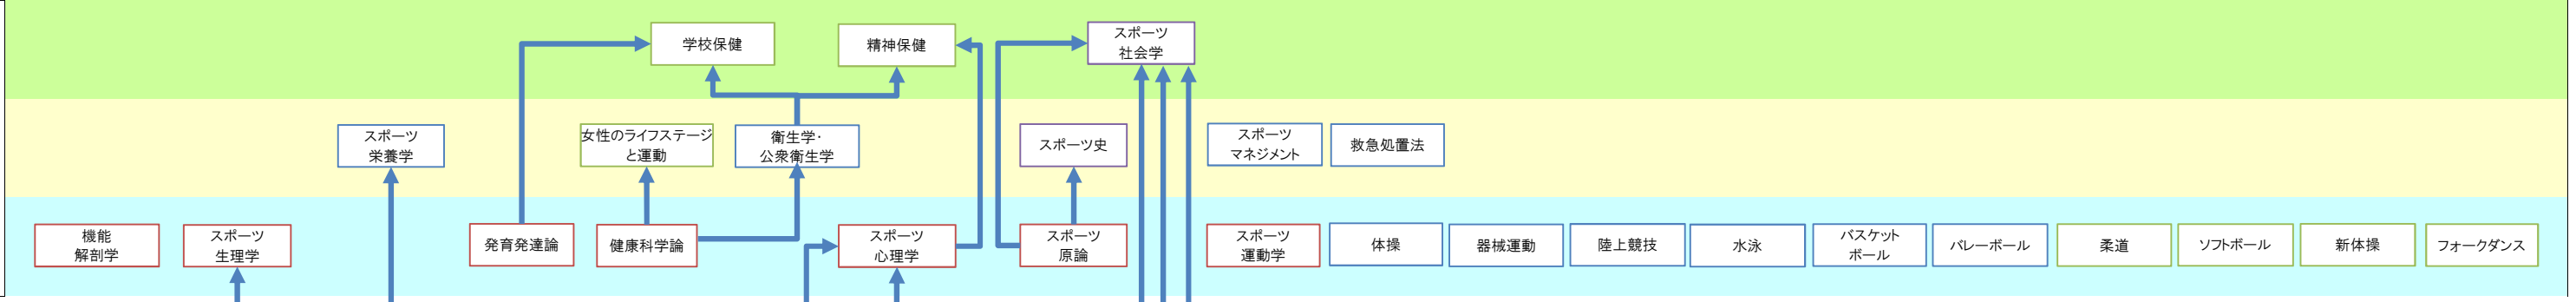 学校保健
精神保健
スポーツ
社会学
スポーツ
栄養学
女性のライフステージ
と運動
衛生学・
公衆衛生学
スポーツ史
スポーツ
マネジメント
救急処置法
機能
解剖学
スポーツ
生理学
発育発達論
健康科学論
スポーツ
心理学
スポーツ
原論
スポーツ
運動学
体操
器械運動
陸上競技
水泳
バスケット
ボール
バレーボール
柔道
ソフトボール
新体操
フォークダンス